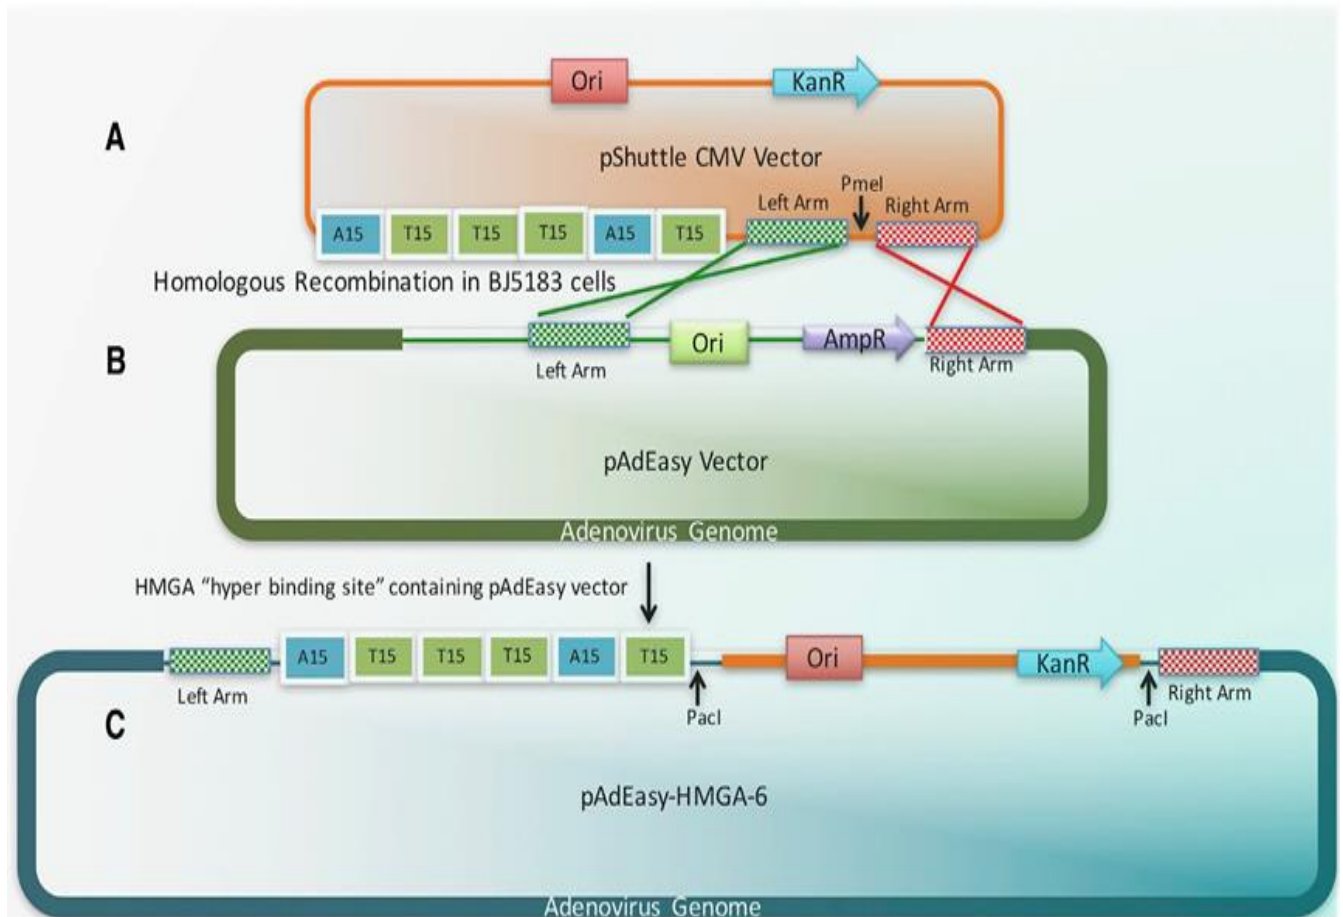 Ori
KanR
A
pShuttle CMV Vector
PmeI
Left Arm
Right Arm
A15 T15 T15 T15 A15 T15
Homologous Recombination in BJ5183 cells
B
Ori
AmpR
Left Arm
Right Arm
pAdEasy Vector
Adenovirus Genome
HMGA “hyper binding site” containing pAdEasy vector
A15 T15 T15 T15 A15 T15
Ori
KanR
Left Arm
PacI
PacI
Right Arm
C
pAdEasy-HMGA-6
Adenovirus Genome